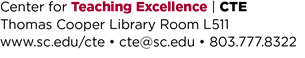 Center for Teaching Excellence | CTE
Thomas Cooper Library Room L511
www.sc.edu/cte • cte@sc.edu • 803.777.8322